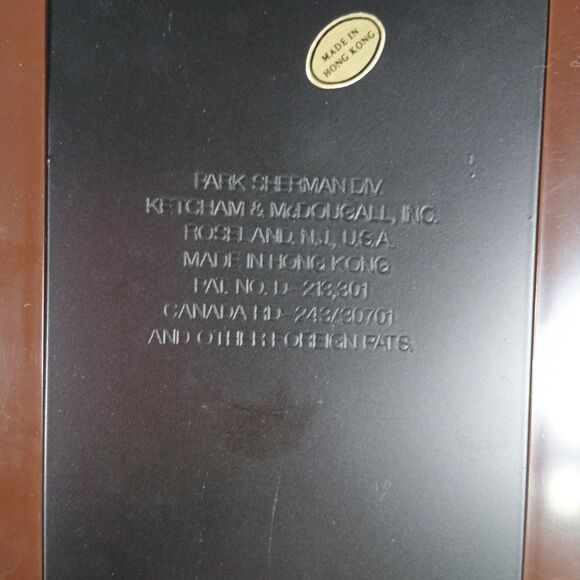 MADE IN
HONG KONG
PARK SHERMAN DIV.
KETCHAM & McDOUGALL, INC.
ROSELAND, N.J., U.S.A.
MADE IN HONG KONG
PAT. NO. D-213,301
CANADA RD-243/30701
AND OTHER FOREIGN PATS.